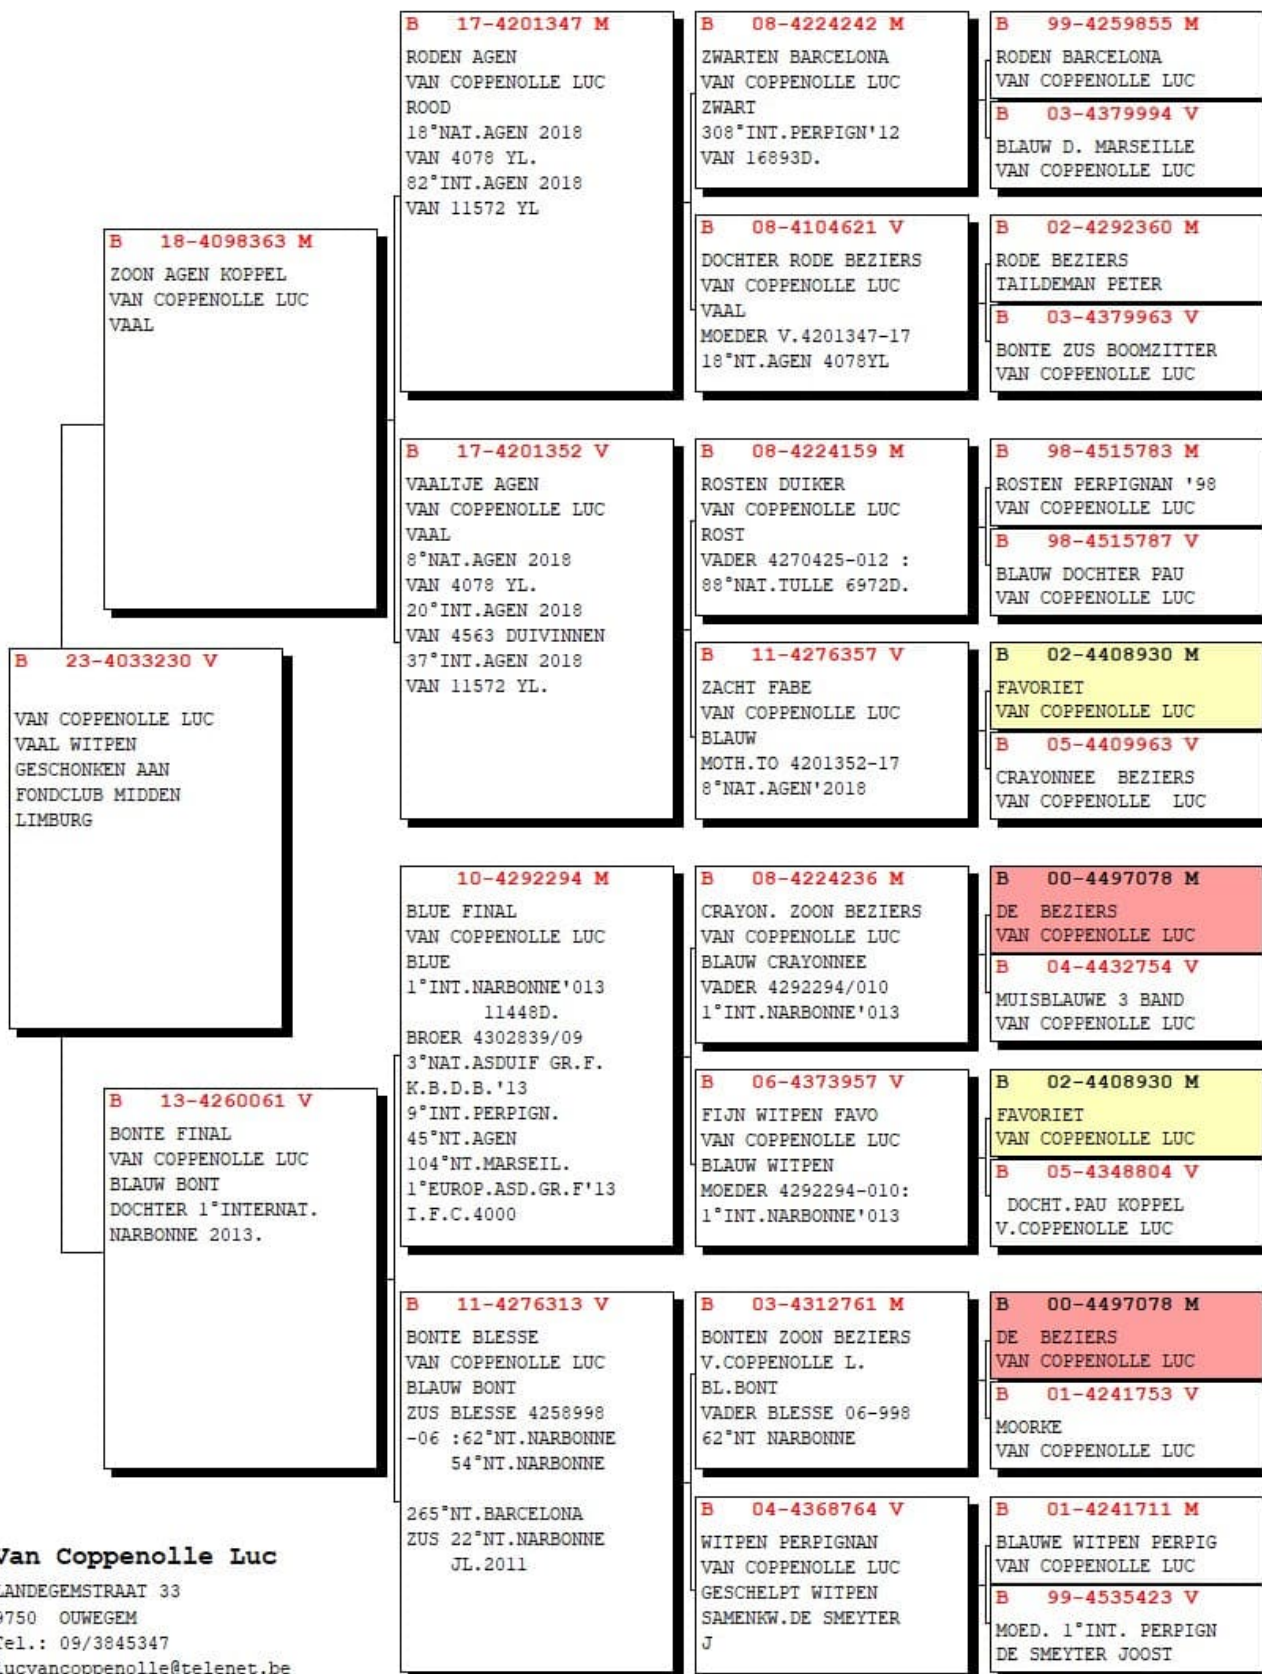 B 23-4033230 V
VAN COPPENOLLE LUC
VAAL WITPEN
GESCHONKEN AAN
FONDCLUB MIDDEN
LIMBURG
B 18-4098363 M
ZOON AGEN KOPPEL
VAN COPPENOLLE LUC
VAAL
B 13-4260061 V
BONTE FINAL
VAN COPPENOLLE LUC
BLAUW BONT
DOCHTER 1°INTERNAT.
NARBONNE 2013.
B 17-4201347 M
RODEN AGEN
VAN COPPENOLLE LUC
ROOD
18°NAT.AGEN 2018
VAN 4078 YL.
82°INT.AGEN 2018
VAN 11572 YL
B 17-4201352 V
VAALTJE AGEN
VAN COPPENOLLE LUC
VAAL
8°NAT.AGEN 2018
VAN 4078 YL.
20°INT.AGEN 2018
VAN 4563 DUIVINNEN
37°INT.AGEN 2018
VAN 11572 YL.
10-4292294 M
BLUE FINAL
VAN COPPENOLLE LUC
BLUE
1°INT.NARBONNE'013
11448D.
BROER 4302839/09
3°NAT.ASDUIF GR.F.
K.B.D.B.'13
9°INT.PERPIGN.
45°NT.AGEN
104°NT.MARSEIL.
1°EUROP.ASD.GR.F'13
I.F.C.4000
B 11-4276313 V
BONTE BLESSE
VAN COPPENOLLE LUC
BLAUW BONT
ZUS BLESSE 4258998
-06 :62°NT.NARBONNE
54°NT.NARBONNE
265°NT.BARCELONA
ZUS 22°NT.NARBONNE
JL.2011
B 08-4224242 M
ZWARTEN BARCELONA
VAN COPPENOLLE LUC
ZWART
308°INT.PERPIGN'12
VAN 16893D.
B 08-4104621 V
DOCHTER RODE BEZIERS
VAN COPPENOLLE LUC
VAAL
MOEDER V.4201347-17
18°NT.AGEN 4078YL
B 08-4224159 M
ROSTEN DUIKER
VAN COPPENOLLE LUC
ROST
VADER 4270425-012 :
88°NAT.TULLE 6972D.
B 11-4276357 V
ZACHT FABE
VAN COPPENOLLE LUC
BLAUW
MOTH.TO 4201352-17
8°NAT.AGEN'2018
B 08-4224236 M
CRAYON. ZOON BEZIERS
VAN COPPENOLLE LUC
BLAUW CRAYONNEE
VADER 4292294/010
1°INT.NARBONNE'013
B 06-4373957 V
FIJN WITPEN FAVO
VAN COPPENOLLE LUC
BLAUW WITPEN
MOEDER 4292294-010:
1°INT.NARBONNE'013
B 03-4312761 M
BONTEN ZOON BEZIERS
V.COPPENOLLE L.
BL.BONT
VADER BLESSE 06-998
62°NT NARBONNE
B 04-4368764 V
WITPEN PERPIGNAN
VAN COPPENOLLE LUC
GESCHELPT WITPEN
SAMENKW.DE SMEYTER
J
B 99-4259855 M
RODEN BARCELONA
VAN COPPENOLLE LUC
B 03-4379994 V
BLAUW D. MARSEILLE
VAN COPPENOLLE LUC
B 02-4292360 M
RODE BEZIERS
TAILDEMAN PETER
B 03-4379963 V
BONTE ZUS BOOMZITTER
VAN COPPENOLLE LUC
B 98-4515783 M
ROSTEN PERPIGNAN '98
VAN COPPENOLLE LUC
B 98-4515787 V
BLAUW DOCHTER PAU
VAN COPPENOLLE LUC
B 02-4408930 M
FAVORIET
VAN COPPENOLLE LUC
B 05-4409963 V
CRAYONNEE BEZIERS
VAN COPPENOLLE LUC
B 00-4497078 M
DE BEZIERS
VAN COPPENOLLE LUC
B 04-4432754 V
MUISBLAUWE 3 BAND
VAN COPPENOLLE LUC
B 02-4408930 M
FAVORIET
VAN COPPENOLLE LUC
B 05-4348804 V
DOCHT.PAU KOPPEL
V.COPPENOLLE LUC
B 00-4497078 M
DE BEZIERS
VAN COPPENOLLE LUC
B 01-4241753 V
MOORKE
VAN COPPENOLLE LUC
B 01-4241711 M
BLAUWE WITPEN PERPIG
VAN COPPENOLLE LUC
B 99-4535423 V
MOED. 1°INT. PERPIGN
DE SMEYTER JOOST
Van Coppenolle Luc
LANDEGEMSTRAAT 33
9750 OUWEGEM
Tel.: 09/3845347
lucvancoppenolle@telenet.be